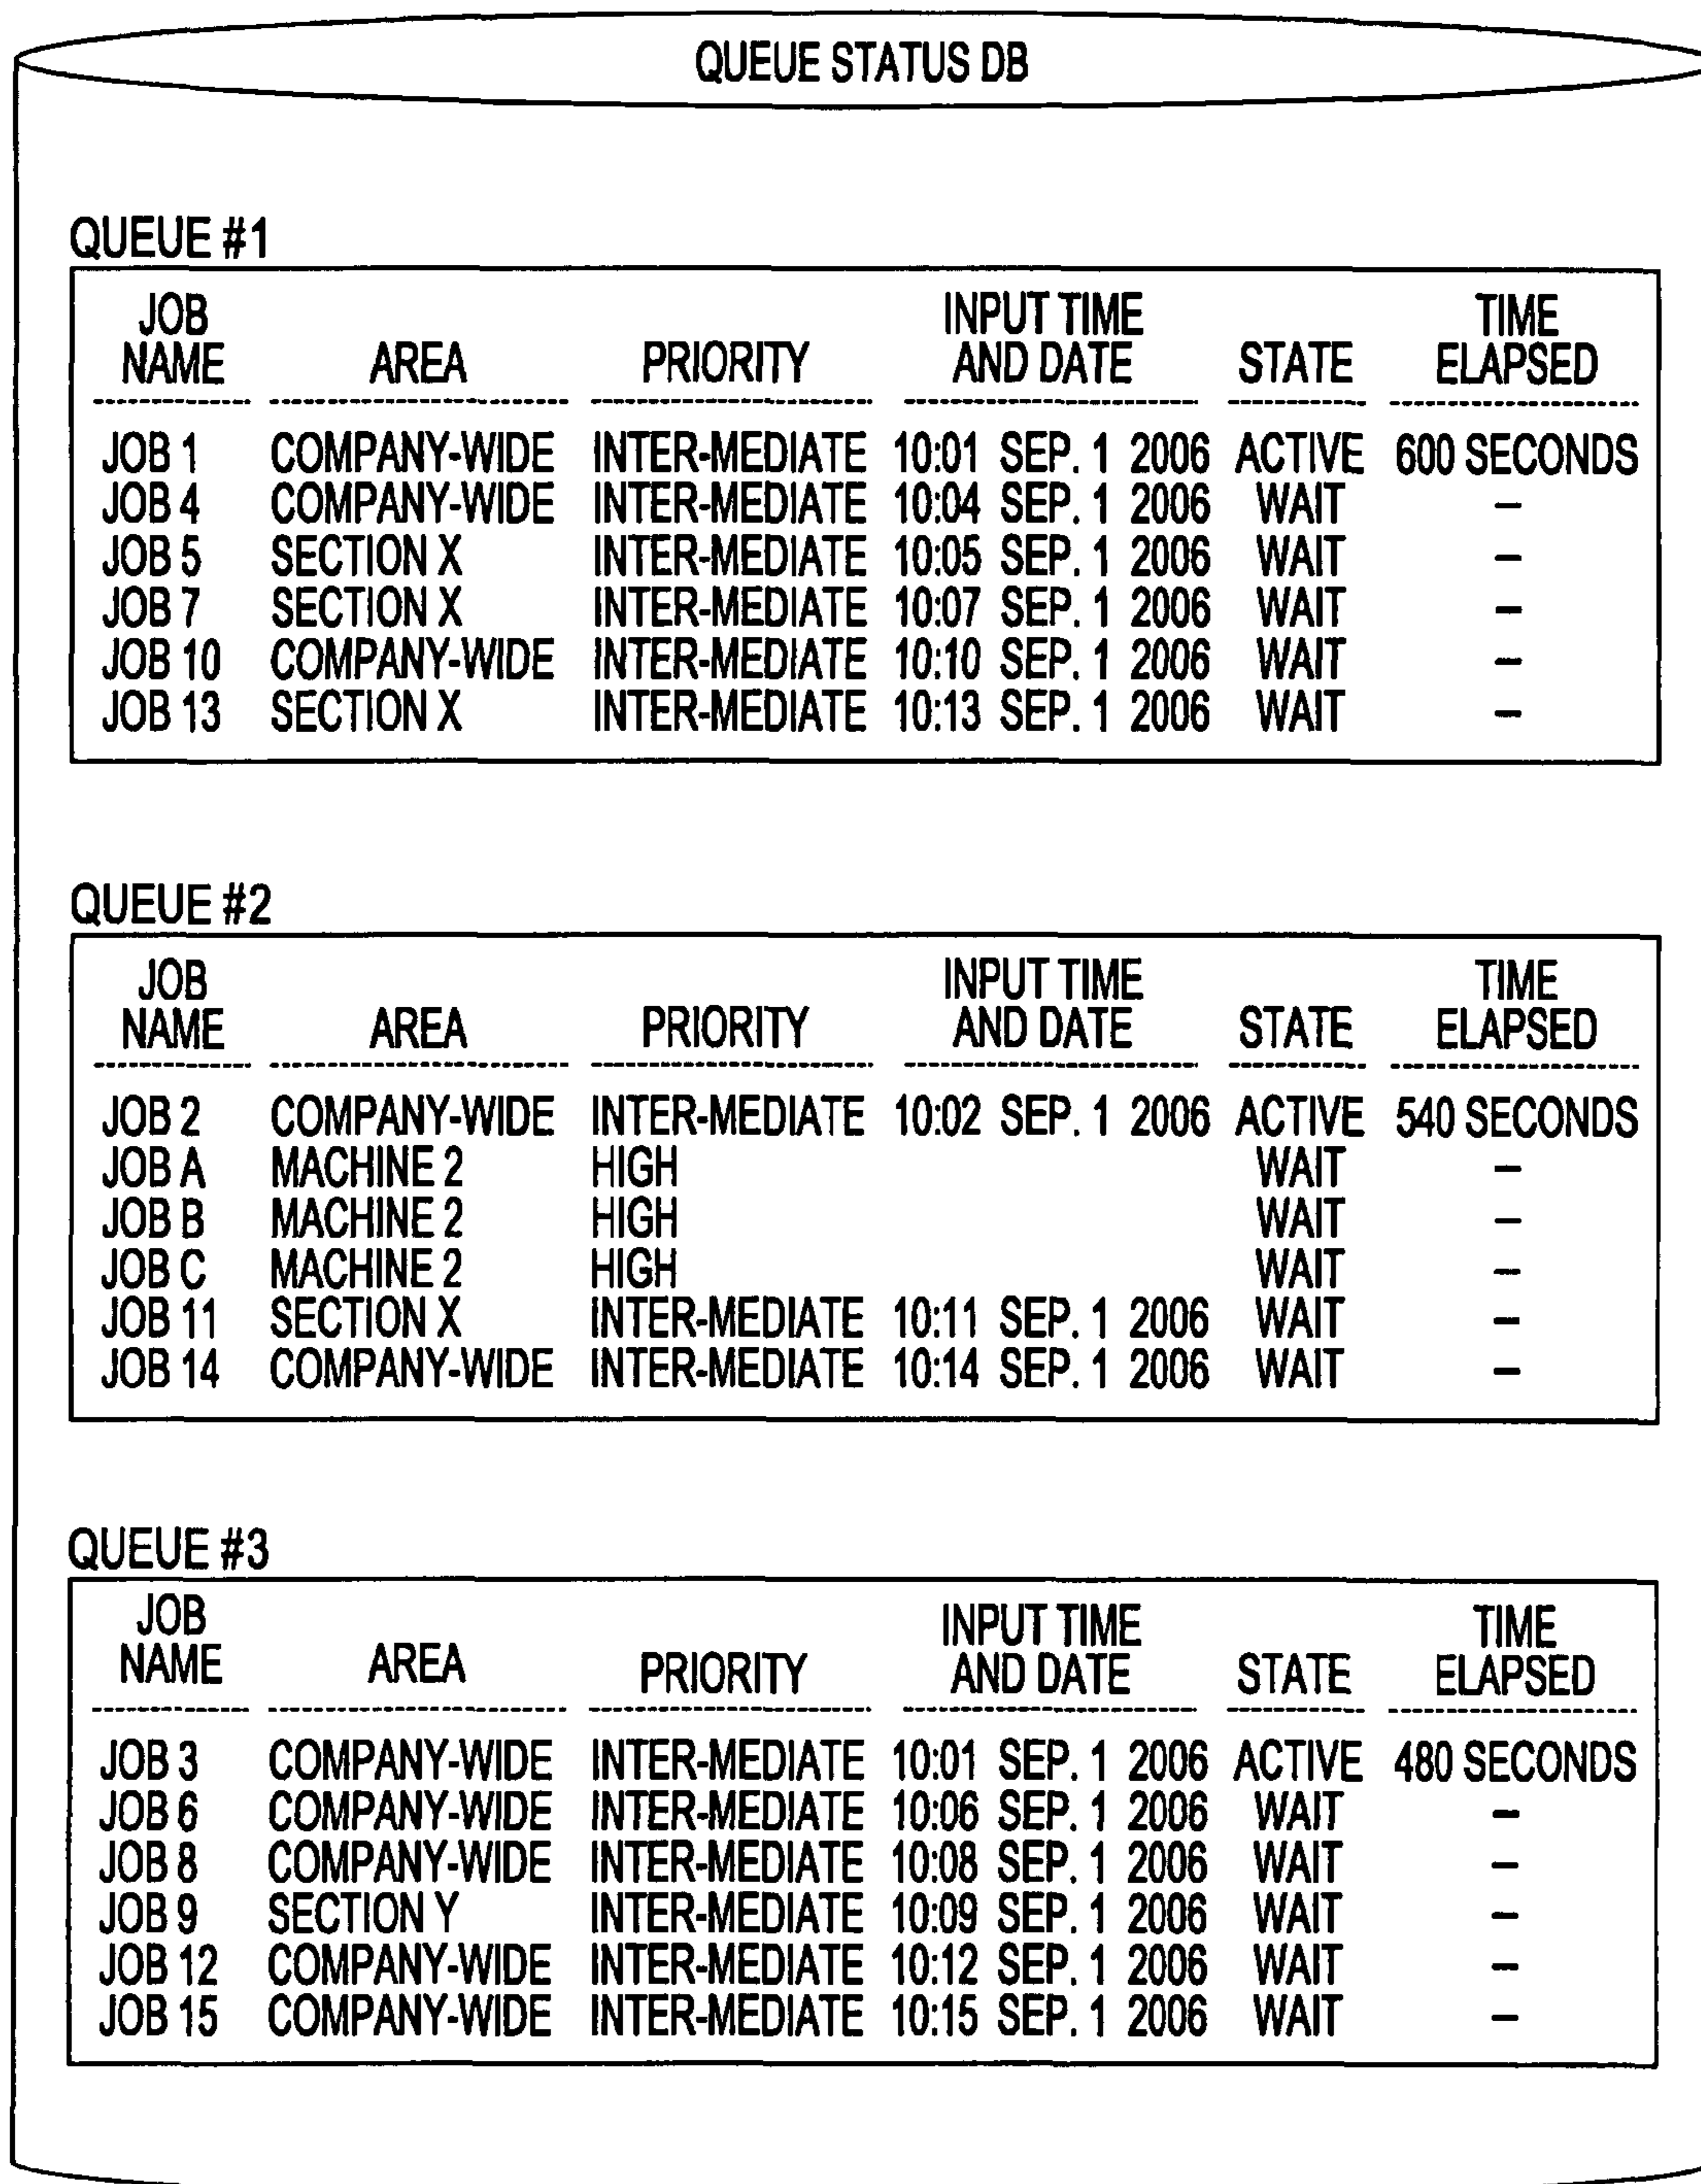 QUEUE STATUS DB
QUEUE #1
JOB NAME AREA PRIORITY INPUT TIME AND DATE STATE TIME ELAPSED
JOB 1 COMPANY-WIDE INTER-MEDIATE 10:01 SEP. 1 2006 ACTIVE 600 SECONDS
JOB 4 COMPANY-WIDE INTER-MEDIATE 10:04 SEP. 1 2006 WAIT –
JOB 5 SECTION X INTER-MEDIATE 10:05 SEP. 1 2006 WAIT –
JOB 7 SECTION X INTER-MEDIATE 10:07 SEP. 1 2006 WAIT –
JOB 10 COMPANY-WIDE INTER-MEDIATE 10:10 SEP. 1 2006 WAIT –
JOB 13 SECTION X INTER-MEDIATE 10:13 SEP. 1 2006 WAIT –
QUEUE #2
JOB NAME AREA PRIORITY INPUT TIME AND DATE STATE TIME ELAPSED
JOB 2 COMPANY-WIDE INTER-MEDIATE 10:02 SEP. 1 2006 ACTIVE 540 SECONDS
JOB A MACHINE 2 HIGH WAIT –
JOB B MACHINE 2 HIGH WAIT –
JOB C MACHINE 2 HIGH WAIT –
JOB 11 SECTION X INTER-MEDIATE 10:11 SEP. 1 2006 WAIT –
JOB 14 COMPANY-WIDE INTER-MEDIATE 10:14 SEP. 1 2006 WAIT –
QUEUE #3
JOB NAME AREA PRIORITY INPUT TIME AND DATE STATE TIME ELAPSED
JOB 3 COMPANY-WIDE INTER-MEDIATE 10:01 SEP. 1 2006 ACTIVE 480 SECONDS
JOB 6 COMPANY-WIDE INTER-MEDIATE 10:06 SEP. 1 2006 WAIT –
JOB 8 COMPANY-WIDE INTER-MEDIATE 10:08 SEP. 1 2006 WAIT –
JOB 9 SECTION Y INTER-MEDIATE 10:09 SEP. 1 2006 WAIT –
JOB 12 COMPANY-WIDE INTER-MEDIATE 10:12 SEP. 1 2006 WAIT –
JOB 15 COMPANY-WIDE INTER-MEDIATE 10:15 SEP. 1 2006 WAIT –